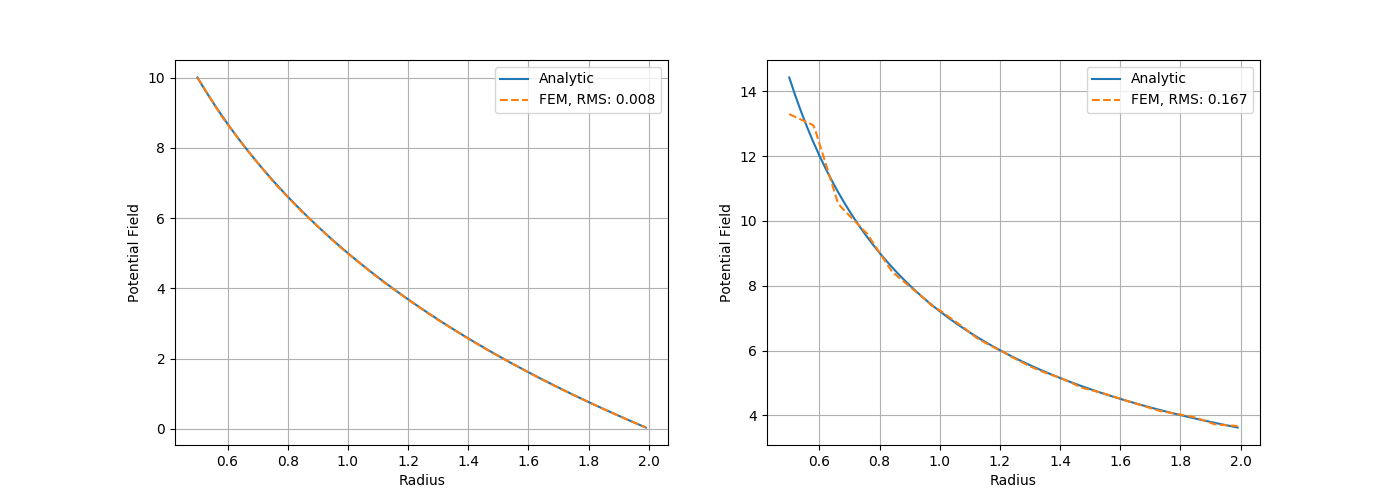 Analytic
FEM, RMS: 0.008
10
8
6
4
2
0
Potential Field
0.6 0.8 1.0 1.2 1.4 1.6 1.8 2.0
Radius
Analytic
FEM, RMS: 0.167
14
12
10
8
6
4
Potential Field
0.6 0.8 1.0 1.2 1.4 1.6 1.8 2.0
Radius